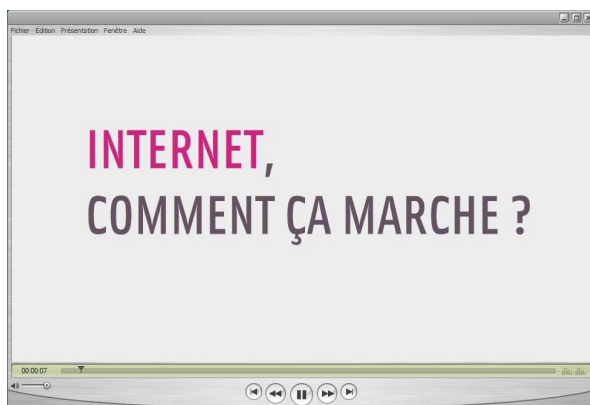 Fichier Édition Présentation Fenêtre Aide
INTERNET,
COMMENT ÇA MARCHE ?
00:00:07